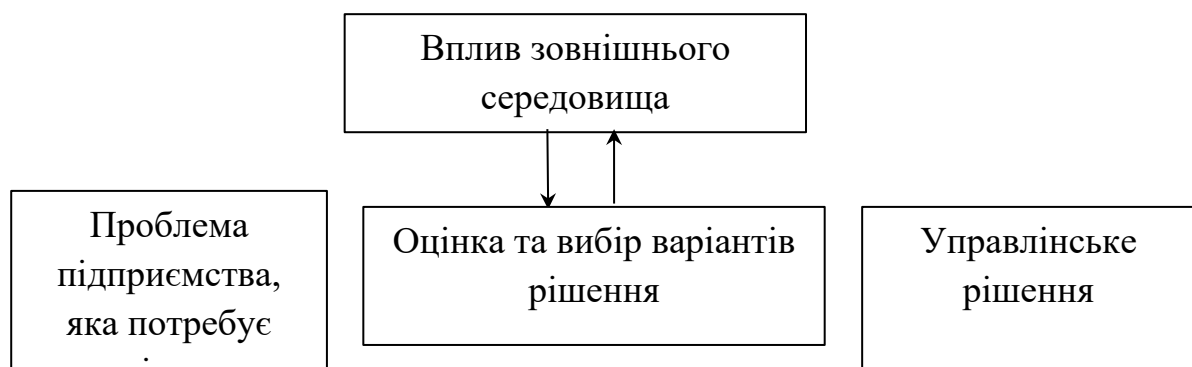 Вплив зовнішнього
середовища
Проблема
підприємства,
яка потребує
Оцінка та вибір варіантів
рішення
Управлінське
рішення